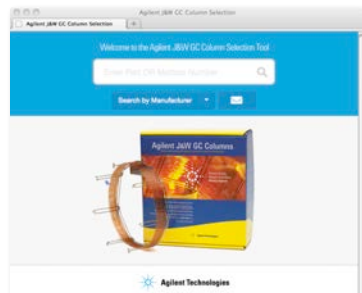 Agilent J&W GC Column Selection
Agilent J&W GC Column Selection
Welcome to the Agilent J&W GC Column Selection Tool
Enter Part OR Module Number
Search by Manufacturer
Agilent J&W GC Columns
Agilent Technologies